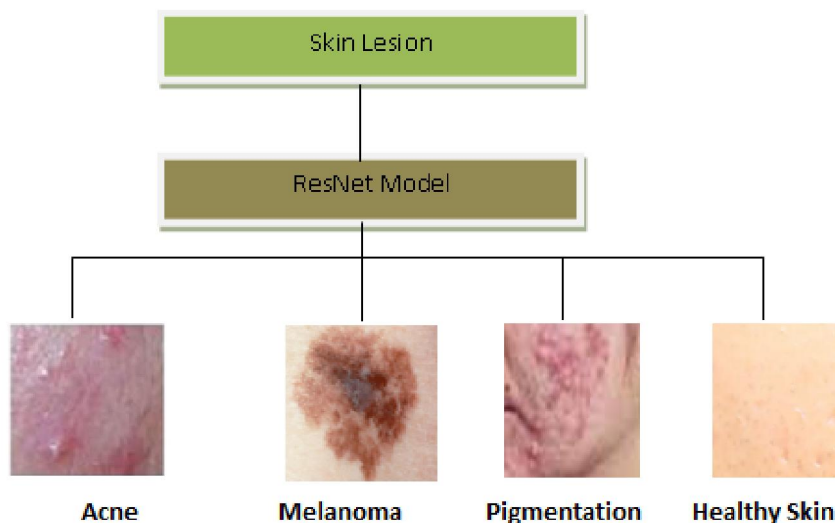 Skin Lesion
ResNet Model
Acne
Melanoma
Pigmentation
Healthy Skin